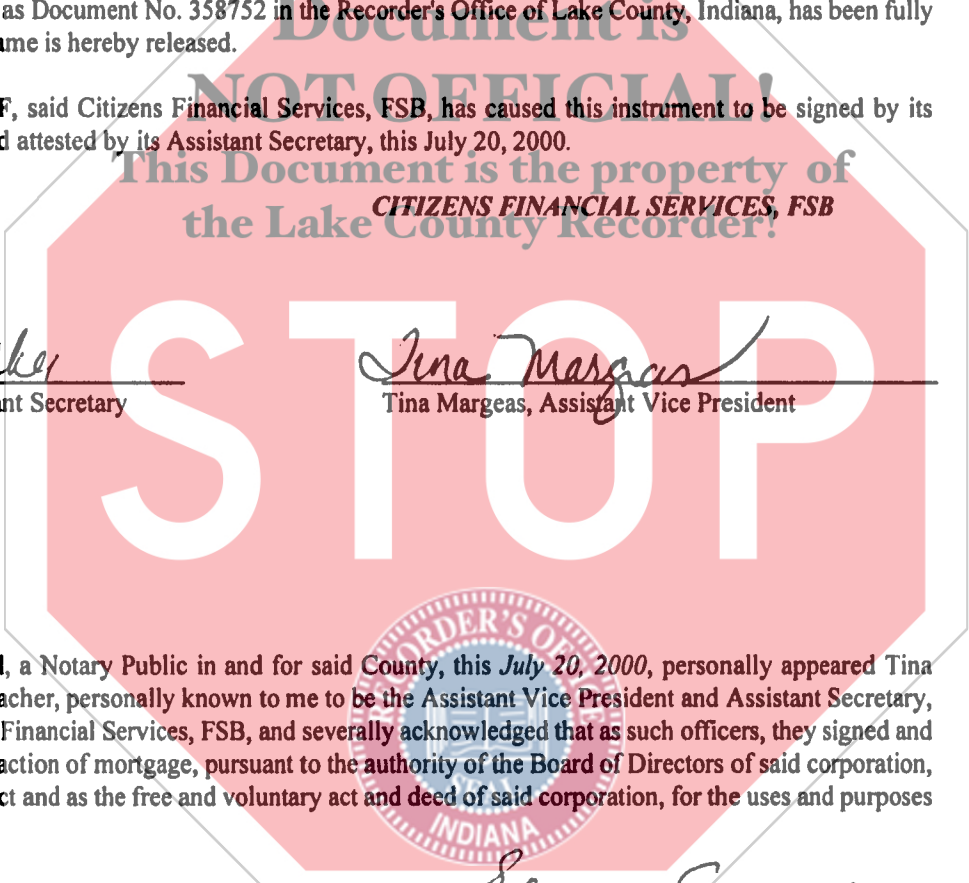 as Document No. 358752 in the Recorder's Office of Lake County, Indiana, has been fully
Document is
ame is hereby released.
NOT OFFICIAL!
F, said Citizens Financial Services, FSB, has caused this instrument to be signed by its
d attested by its Assistant Secretary, this July 20, 2000.
This Document is the property of
CITIZENS FINANCIAL SERVICES, FSB
the Lake County Recorder!
STOP
Tina Margeas
nt Secretary
Tina Margeas, Assistant Vice President
RECORDER'S OFFICE
, a Notary Public in and for said County, this July 20, 2000, personally appeared Tina
acher, personally known to me to be the Assistant Vice President and Assistant Secretary,
Financial Services, FSB, and severally acknowledged that as such officers, they signed and
action of mortgage, pursuant to the authority of the Board of Directors of said corporation,
ct and as the free and voluntary act and deed of said corporation, for the uses and purposes
SEAL
INDIANA